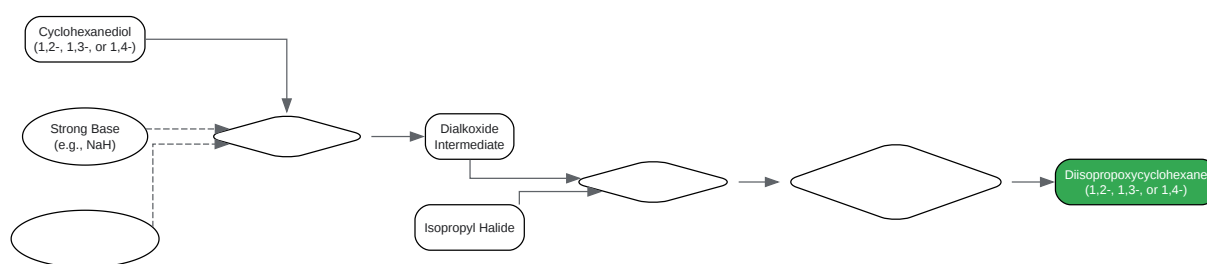 Cyclohexanediol
(1,2-, 1,3-, or 1,4-)
Strong Base
(e.g., NaH)
Dialkoxide
Intermediate
Isopropyl Halide
Diisopropoxycyclohexane
(1,2-, 1,3-, or 1,4-)